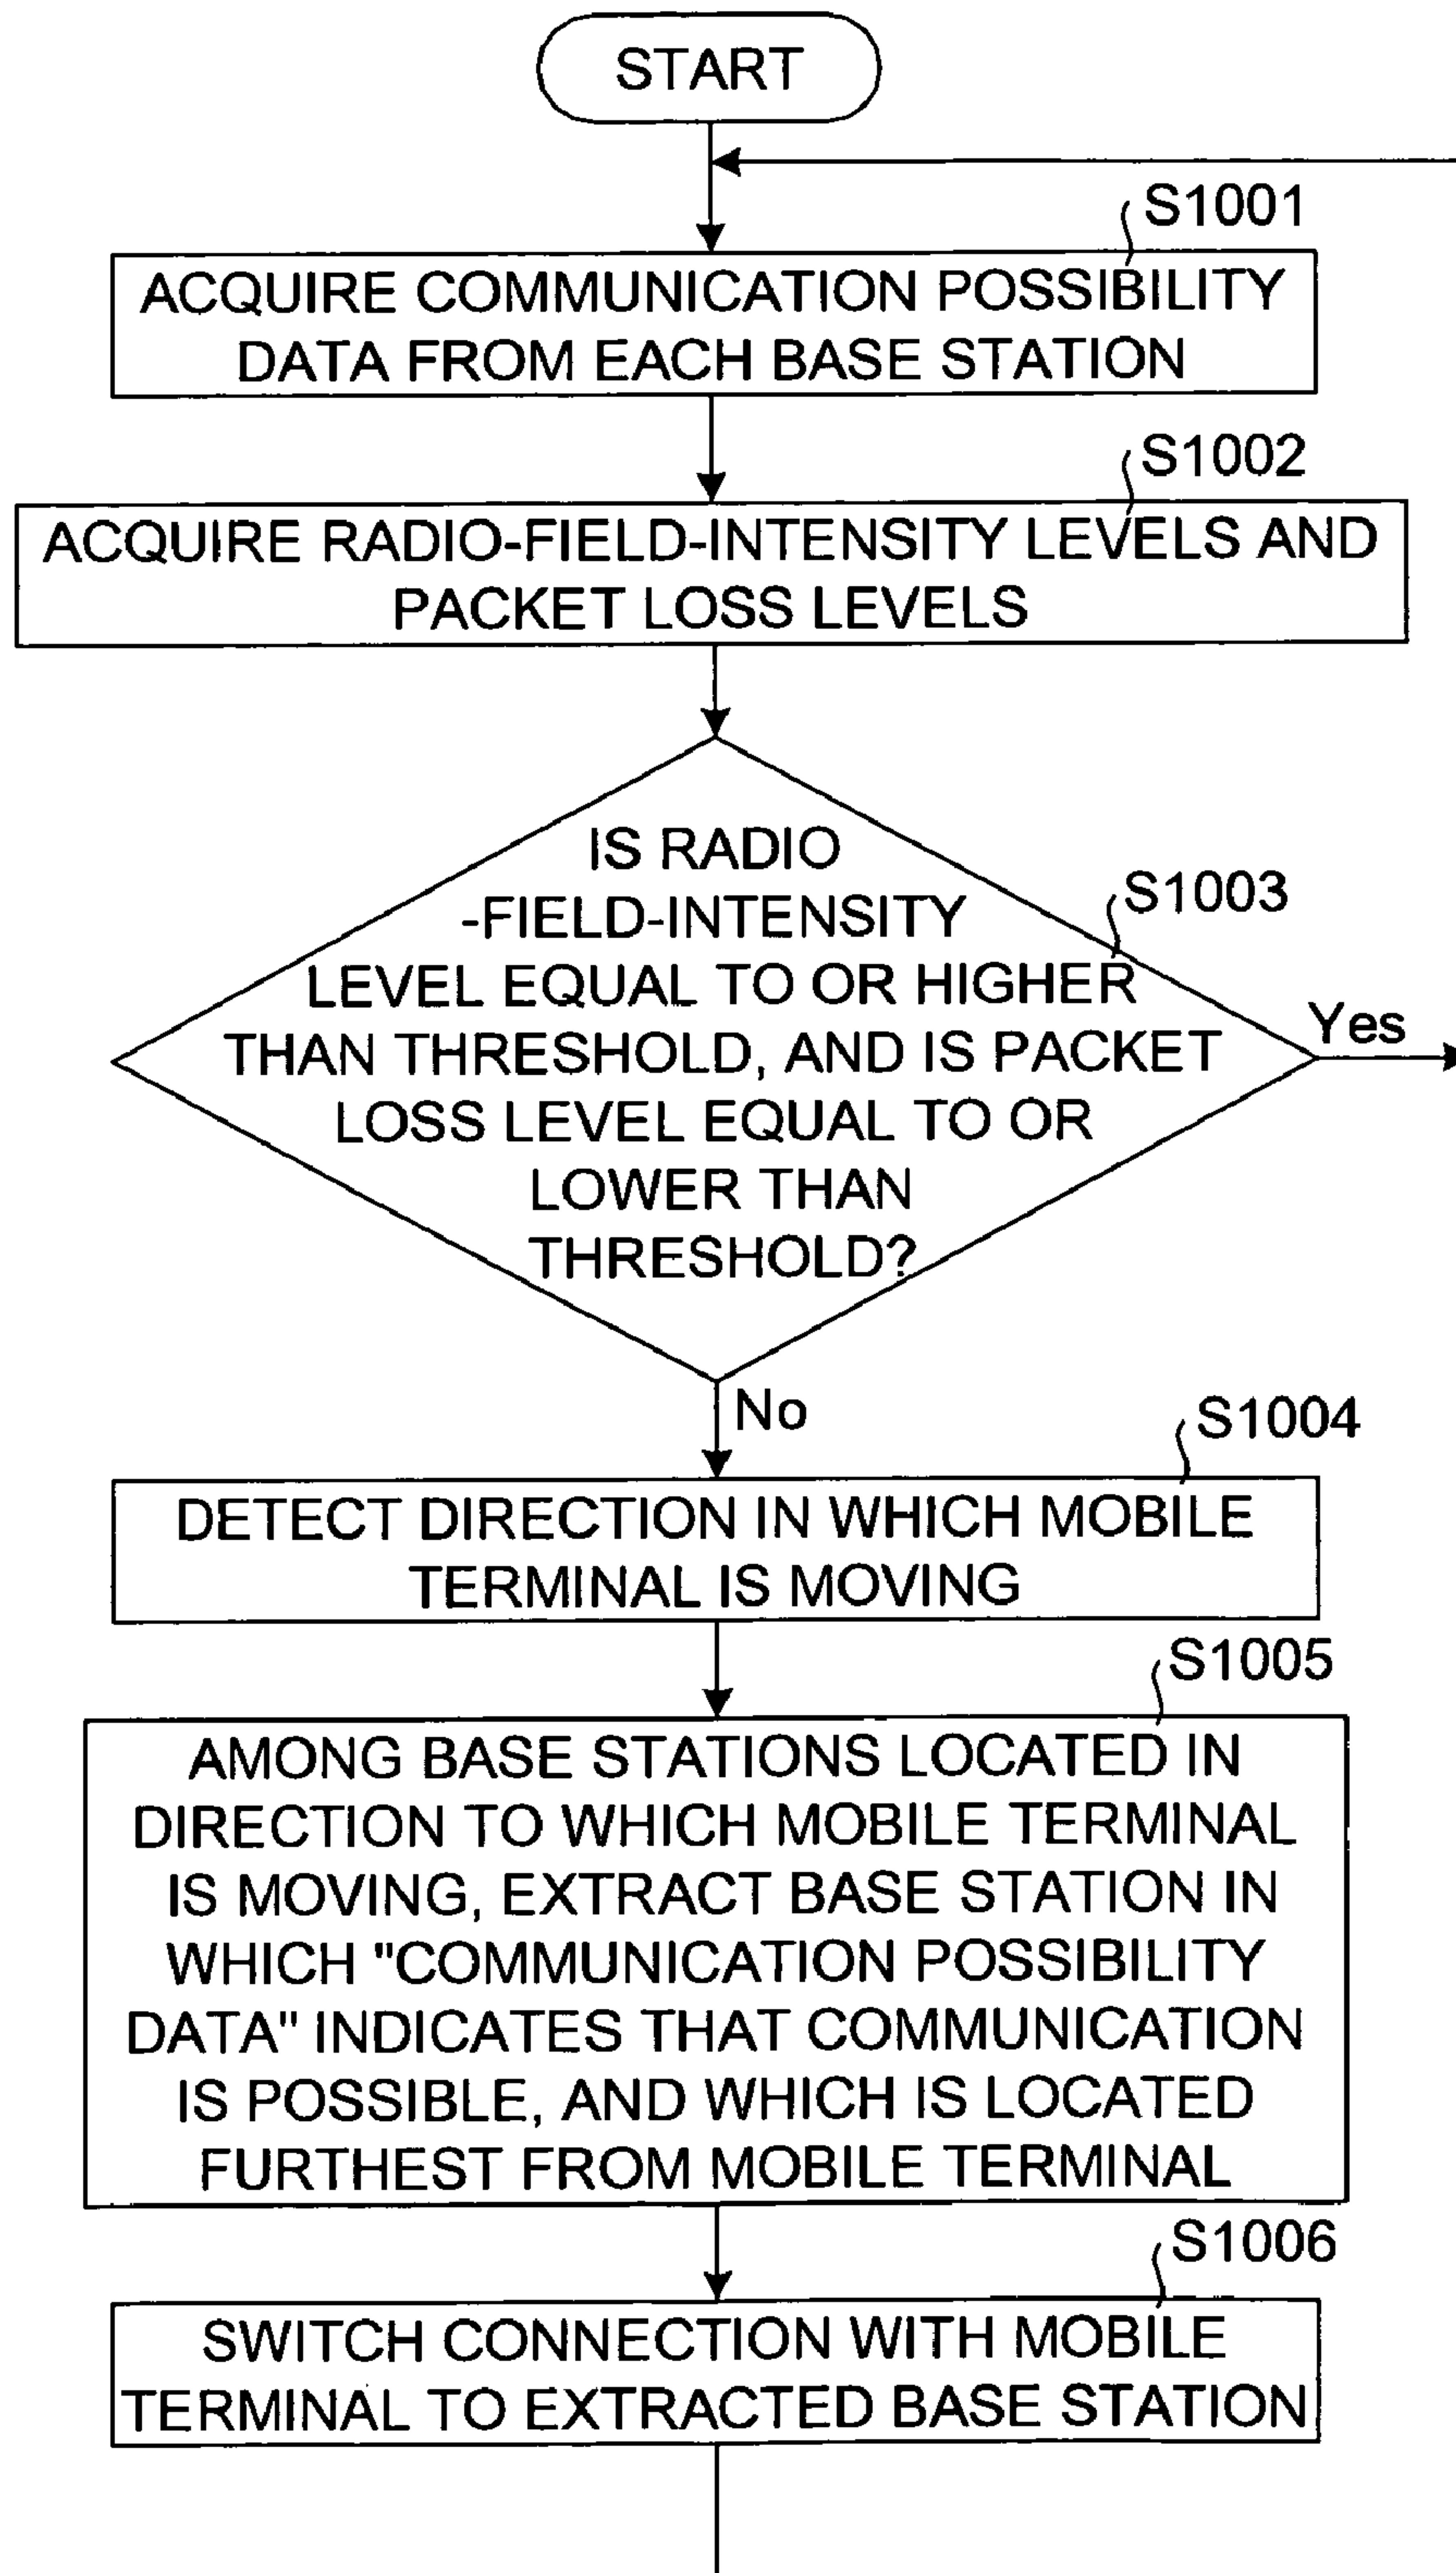 START
S1001
ACQUIRE COMMUNICATION POSSIBILITY
DATA FROM EACH BASE STATION
S1002
ACQUIRE RADIO-FIELD-INTENSITY LEVELS AND
PACKET LOSS LEVELS
S1003
IS RADIO
-FIELD-INTENSITY
LEVEL EQUAL TO OR HIGHER
THAN THRESHOLD, AND IS PACKET
LOSS LEVEL EQUAL TO OR
LOWER THAN
THRESHOLD?
Yes
No
S1004
DETECT DIRECTION IN WHICH MOBILE
TERMINAL IS MOVING
S1005
AMONG BASE STATIONS LOCATED IN
DIRECTION TO WHICH MOBILE TERMINAL
IS MOVING, EXTRACT BASE STATION IN
WHICH "COMMUNICATION POSSIBILITY
DATA" INDICATES THAT COMMUNICATION
IS POSSIBLE, AND WHICH IS LOCATED
FURTHEST FROM MOBILE TERMINAL
S1006
SWITCH CONNECTION WITH MOBILE
TERMINAL TO EXTRACTED BASE STATION